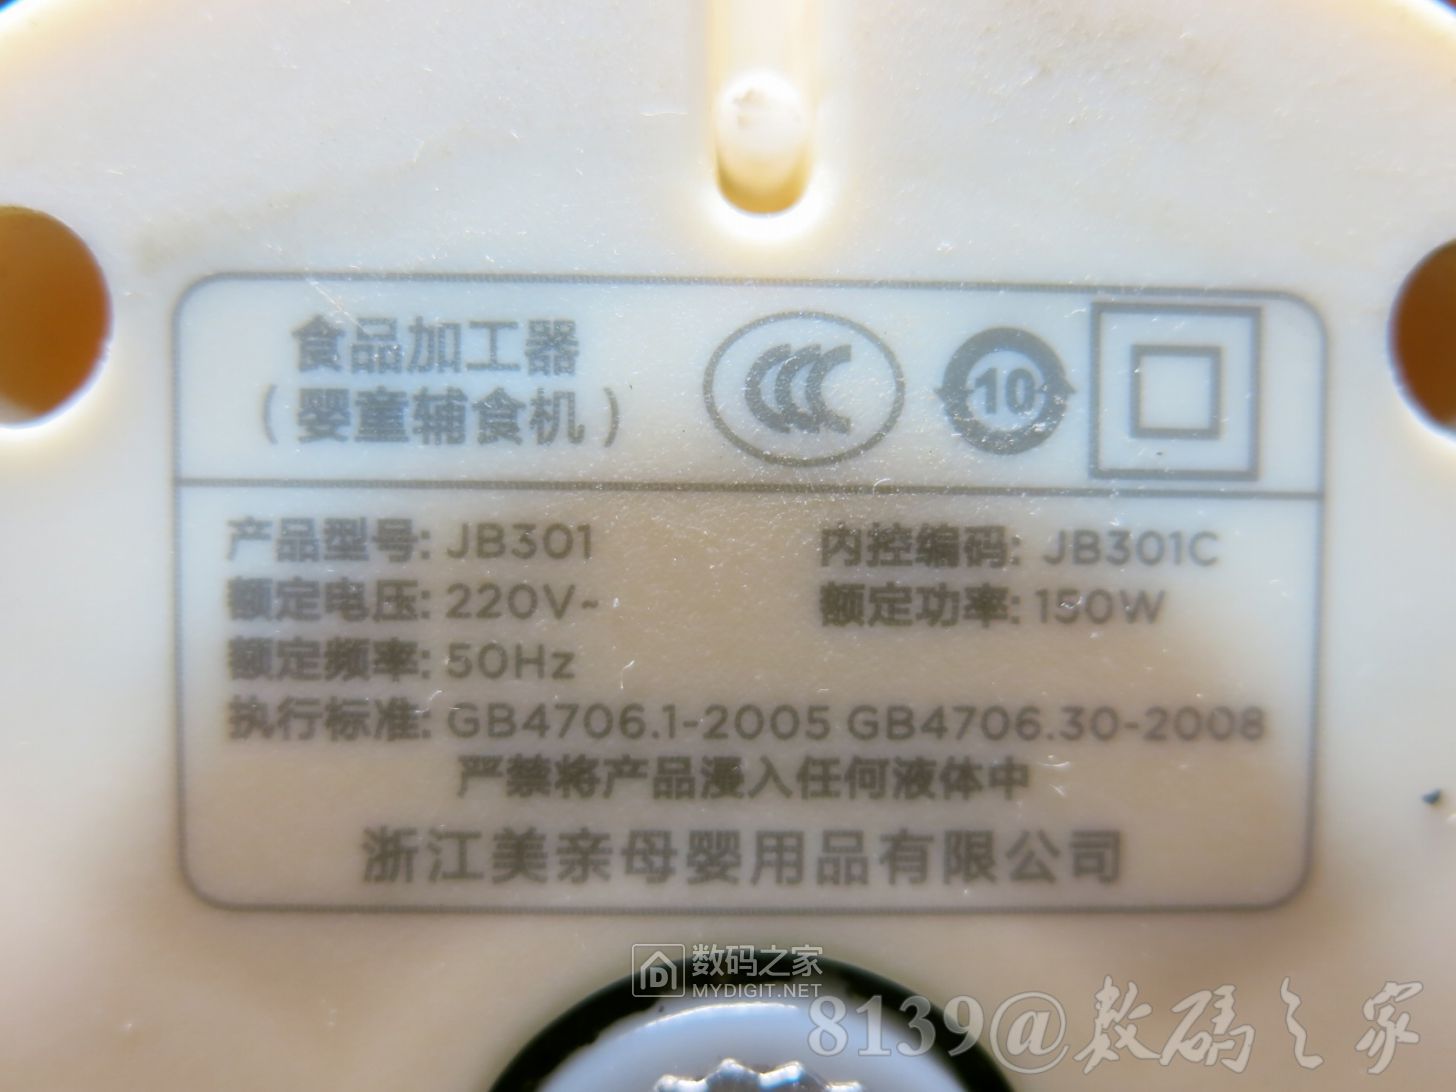 食品加工器
（婴童辅食机）
10
产品型号: JB301 内控编码: JB301C
额定电压: 220V~ 额定功率: 150W
额定频率: 50Hz
执行标准: GB4706.1-2005 GB4706.30-2008
严禁将产品浸入任何液体中
浙江美亲母婴用品有限公司
数码之家
MYDIGIT.NET
8139@数码之家